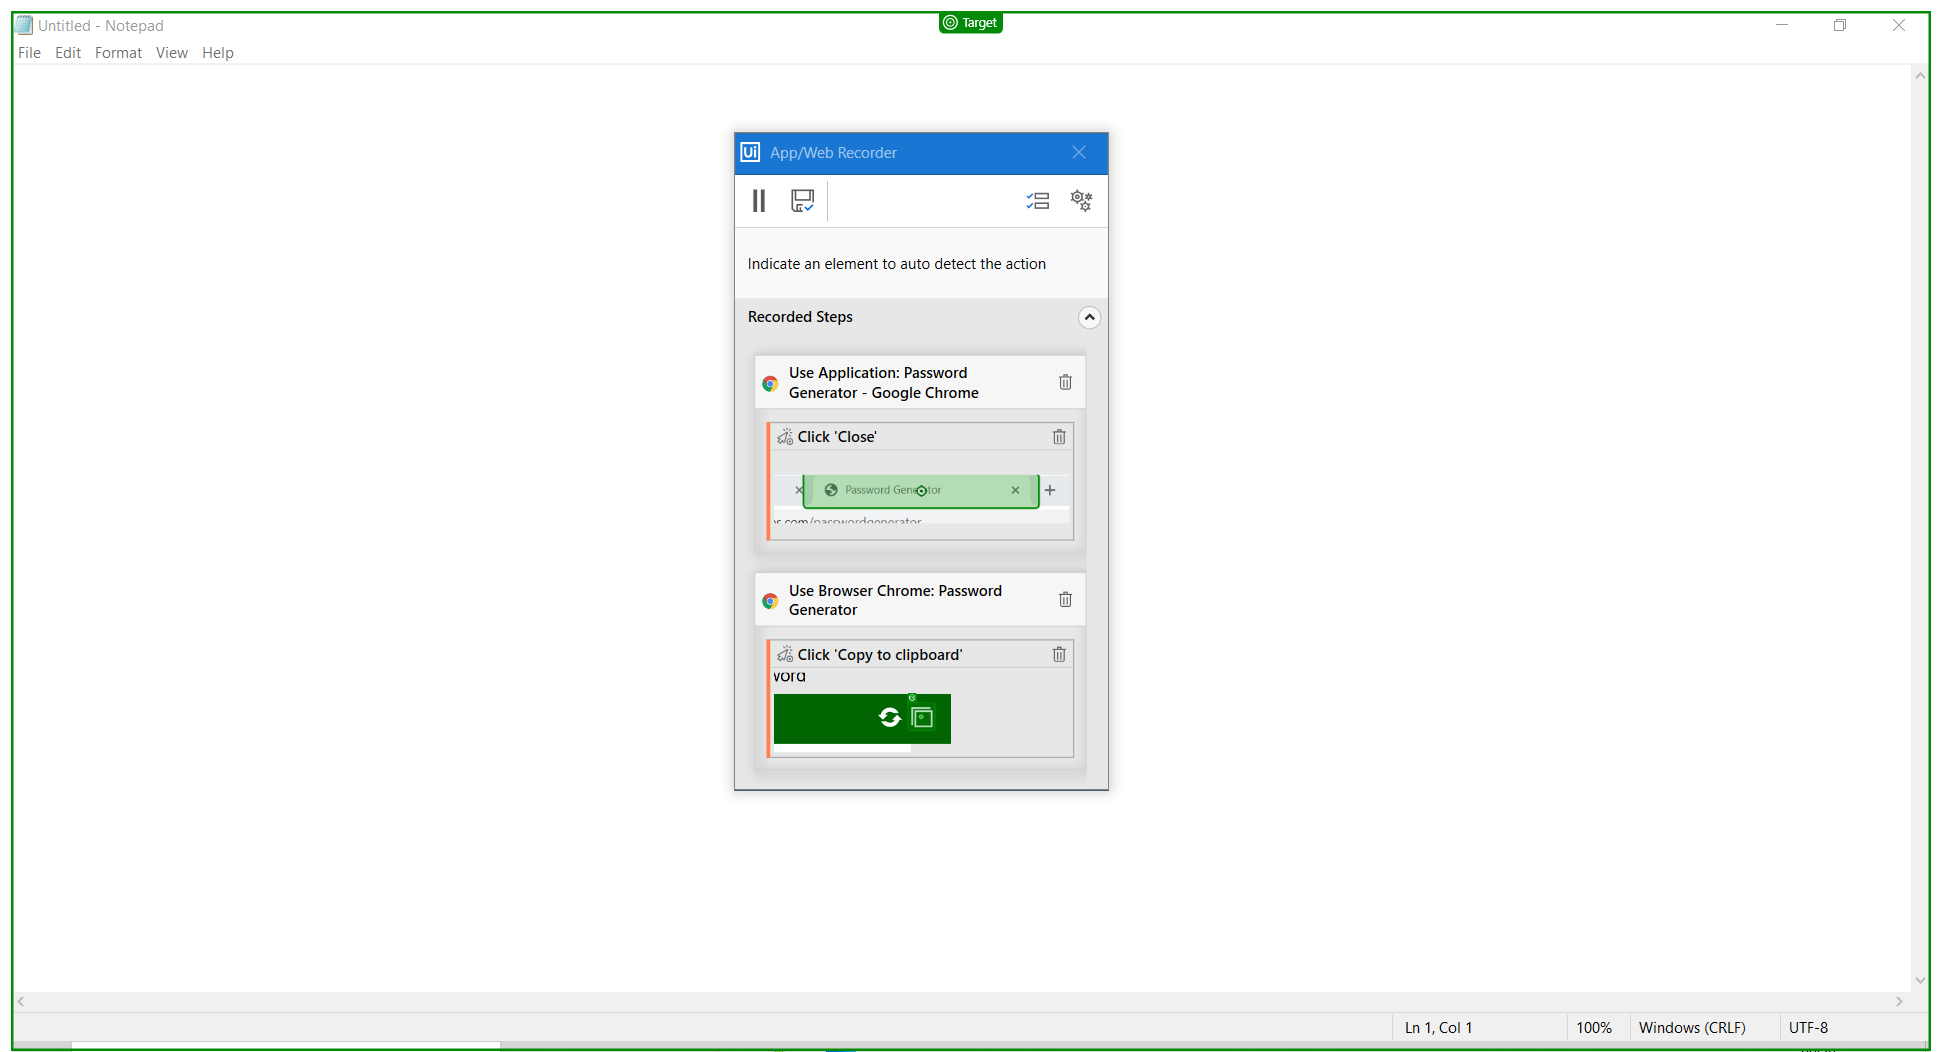 Untitled - Notepad
Target
File Edit Format View Help
Ui App/Web Recorder
Indicate an element to auto detect the action
Recorded Steps
Use Application: Password
Generator - Google Chrome
Click 'Close'
Password Generator
s.com/passwordgenerator
Use Browser Chrome: Password
Generator
Click 'Copy to clipboard'
word
Ln 1, Col 1
100%
Windows (CRLF)
UTF-8